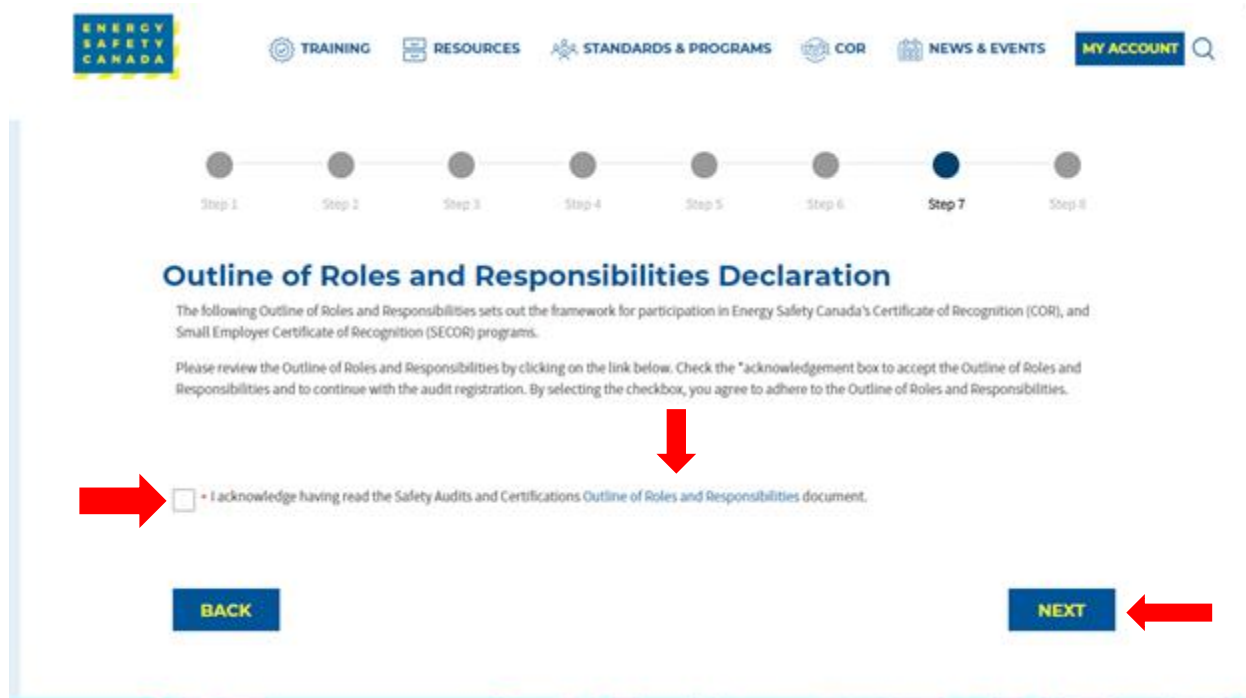 ENERGY
SAFETY
CANADA
TRAINING
RESOURCES
STANDARDS & PROGRAMS
COR
NEWS & EVENTS
MY ACCOUNT
Step 1
Step 2
Step 3
Step 4
Step 5
Step 6
Step 7
Step 8
Outline of Roles and Responsibilities Declaration
The following Outline of Roles and Responsibilities sets out the framework for participation in Energy Safety Canada's Certificate of Recognition (COR), and
Small Employer Certificate of Recognition (SECOR) programs.
Please review the Outline of Roles and Responsibilities by clicking on the link below. Check the *acknowledgement box to accept the Outline of Roles and
Responsibilities and to continue with the audit registration. By selecting the checkbox, you agree to adhere to the Outline of Roles and Responsibilities.
* I acknowledge having read the Safety Audits and Certifications Outline of Roles and Responsibilities document.
BACK
NEXT